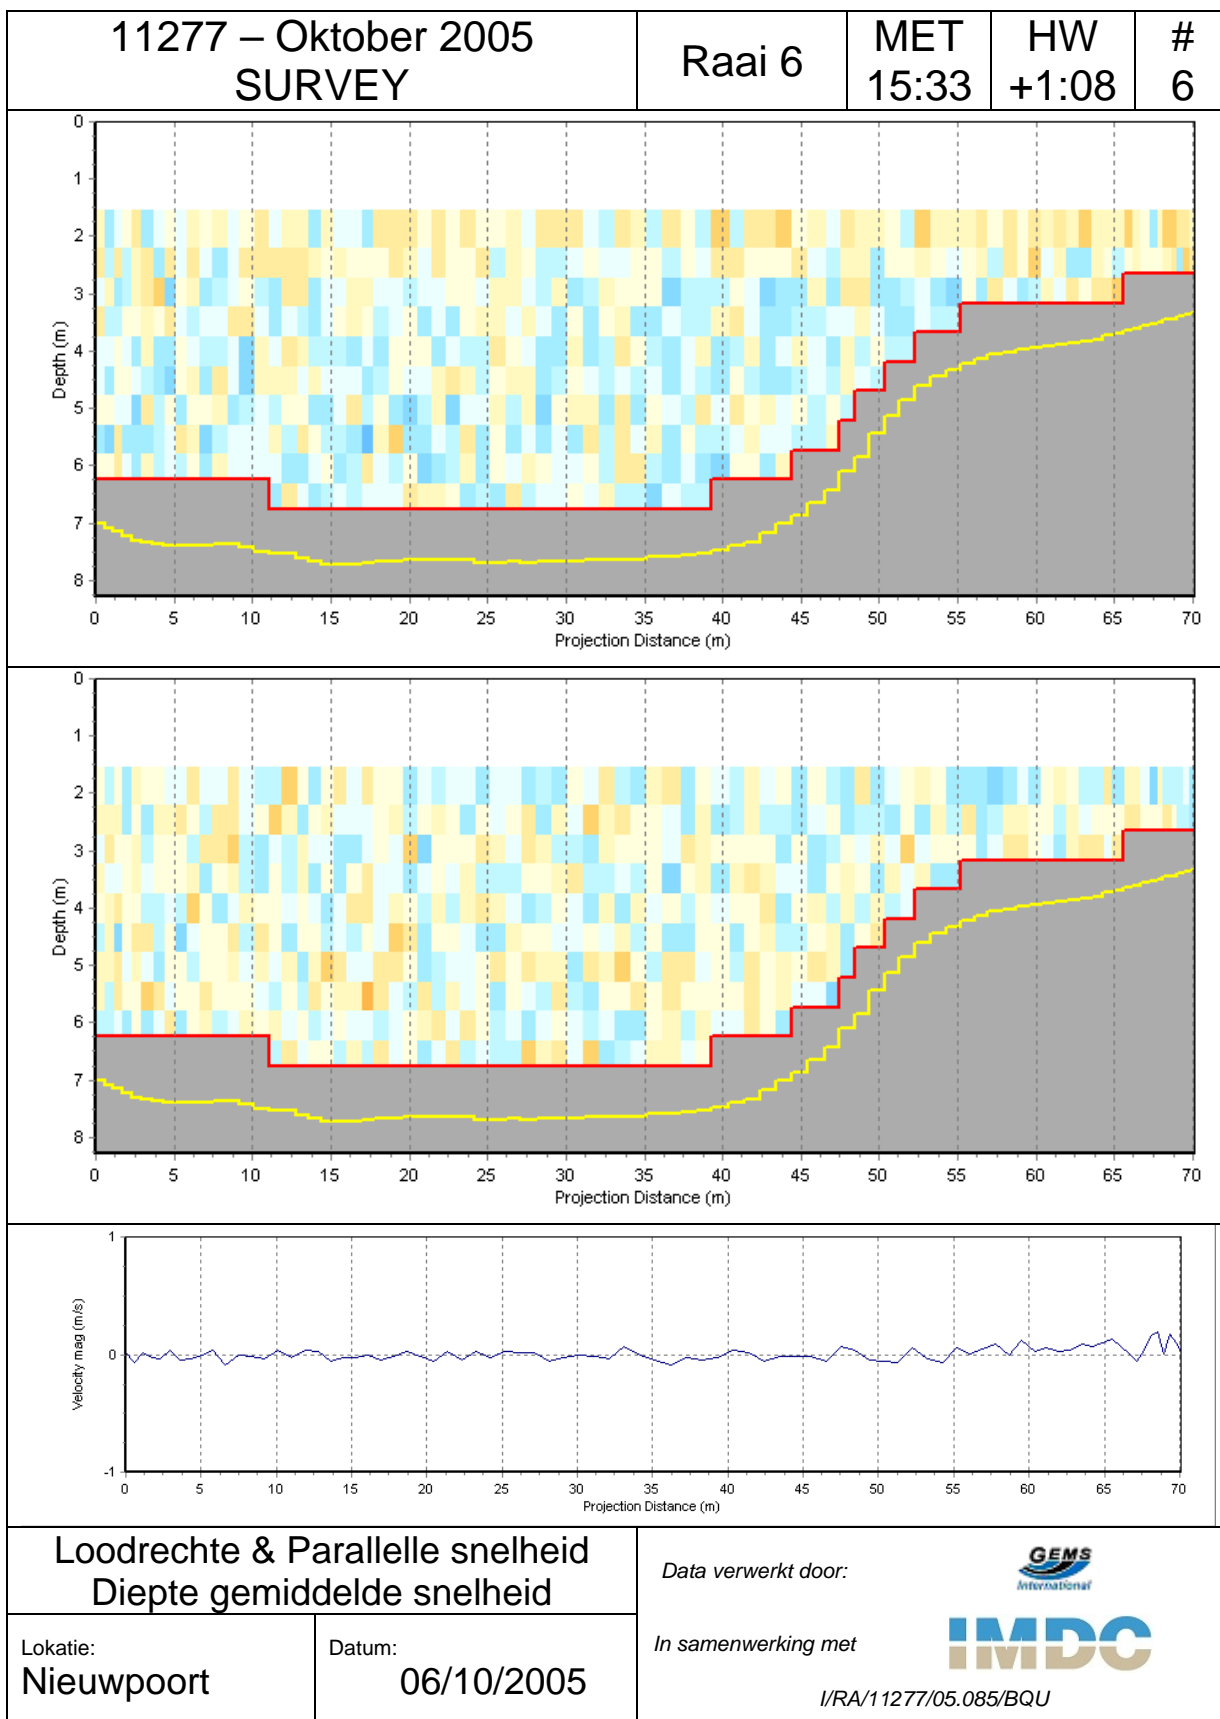 11277 – Oktober 2005
SURVEY
Raai 6
MET
15:33
HW
+1:08
#
6
0
1
2
3
4
5
6
7
8
Depth (m)
0 5 10 15 20 25 30 35 40 45 50 55 60 65 70
Projection Distance (m)
0
1
2
3
4
5
6
7
8
Depth (m)
0 5 10 15 20 25 30 35 40 45 50 55 60 65 70
Projection Distance (m)
1
0
-1
Velocity mag (m/s)
0 5 10 15 20 25 30 35 40 45 50 55 60 65 70
Projection Distance (m)
Loodrechte & Parallelle snelheid
Diepte gemiddelde snelheid
Data verwerkt door:
GEMS
International
Lokatie:
Nieuwpoort
Datum:
06/10/2005
In samenwerking met
IMDC
I/RA/11277/05.085/BQU